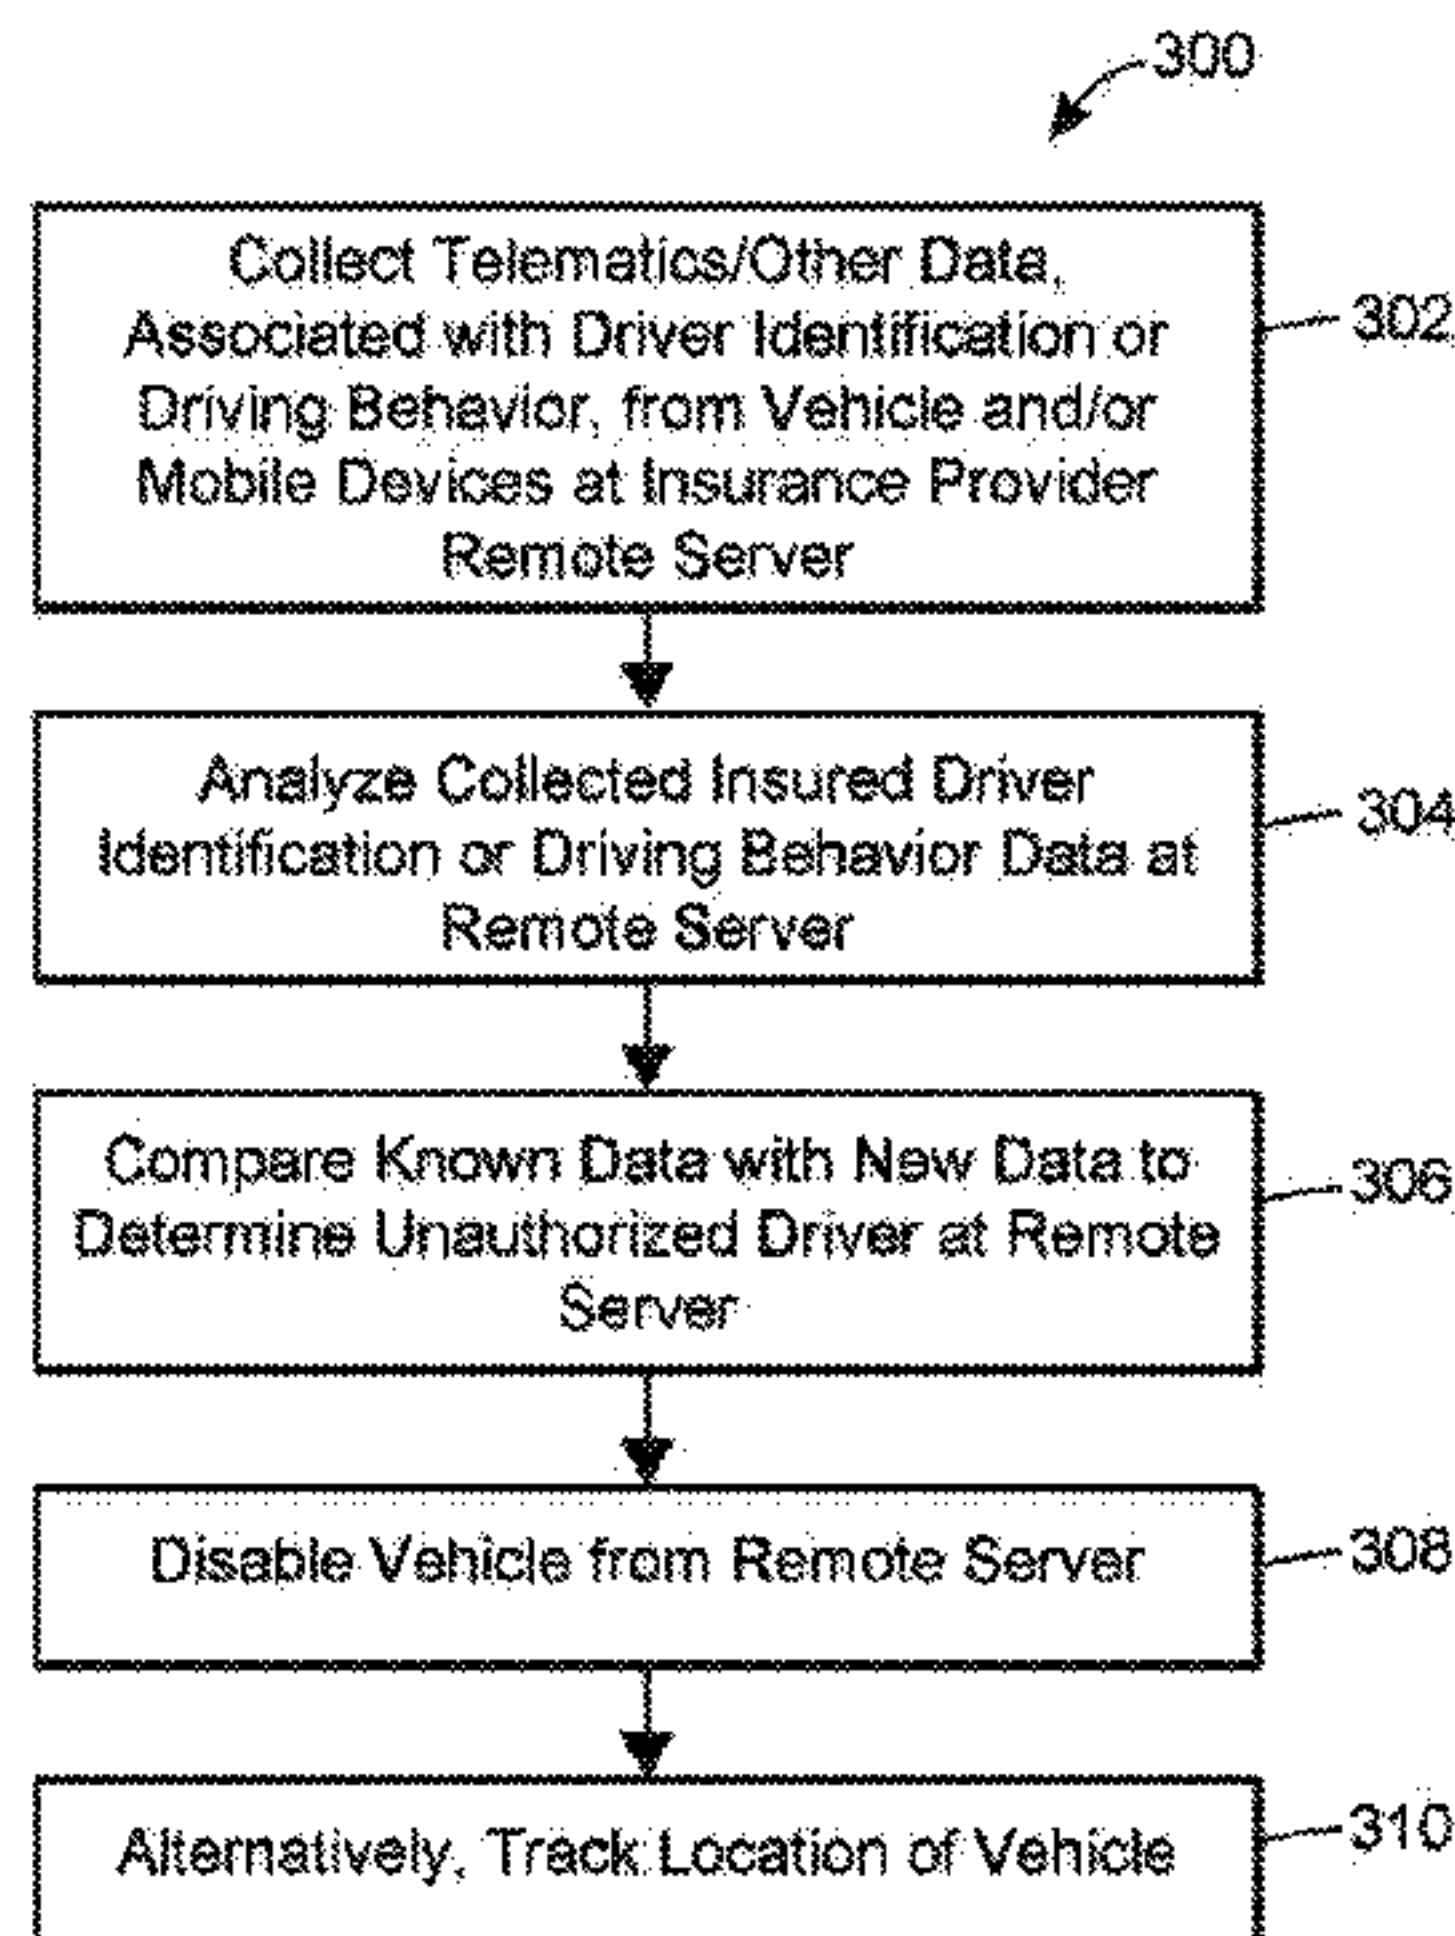 300
Collect Telematics/Other Data,
Associated with Driver Identification or
Driving Behavior, from Vehicle and/or
Mobile Devices at Insurance Provider
Remote Server
302
Analyze Collected Insured Driver
Identification or Driving Behavior Data at
Remote Server
304
Compare Known Data with New Data to
Determine Unauthorized Driver at Remote
Server
306
Disable Vehicle from Remote Server
308
Alternatively, Track Location of Vehicle
310